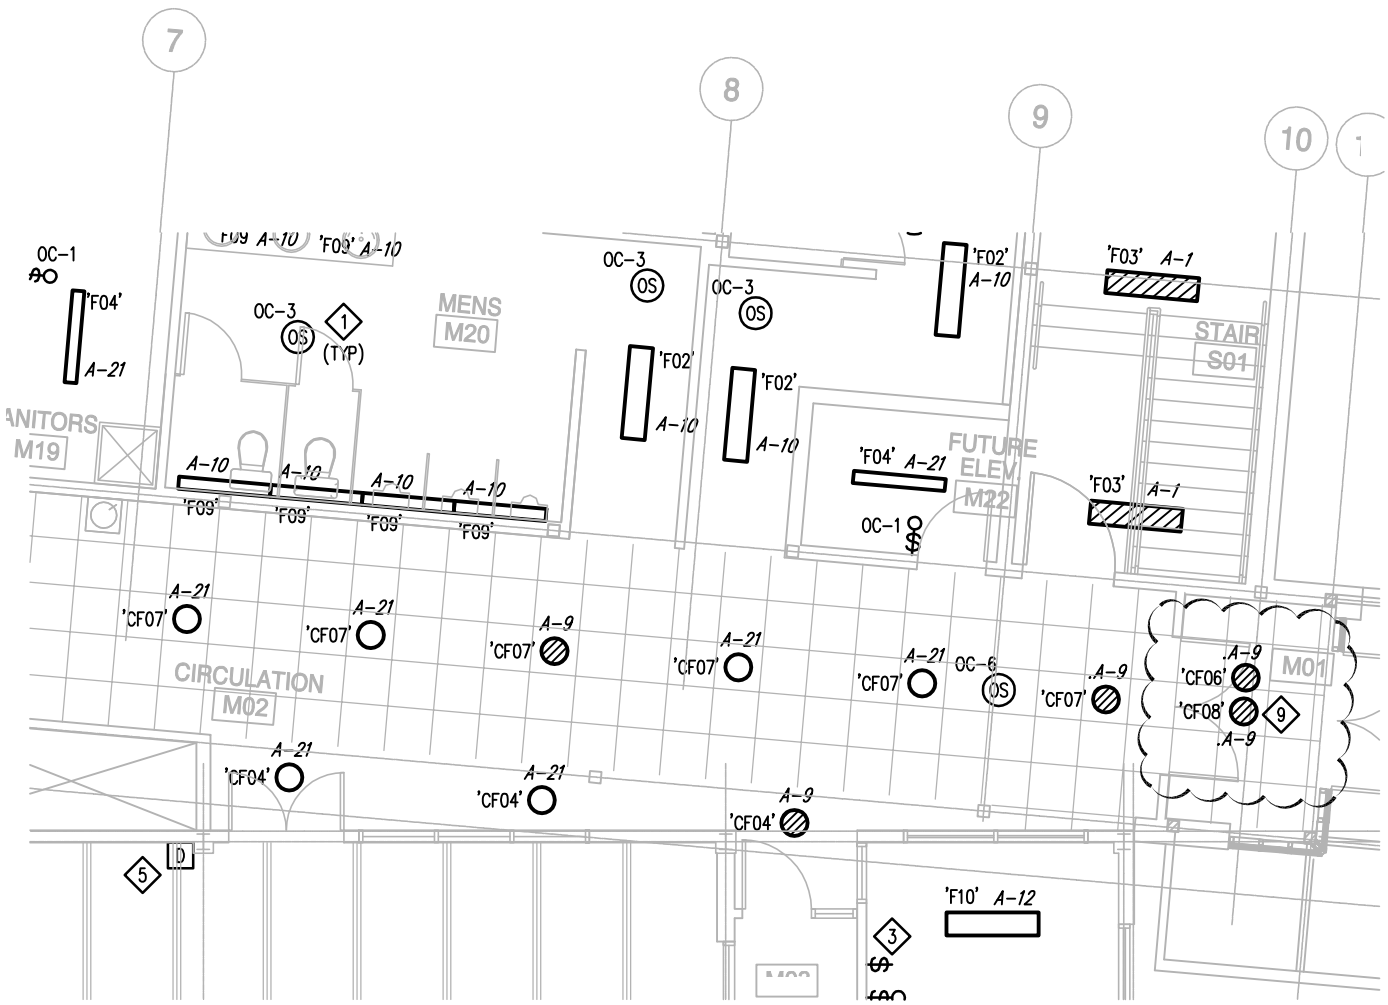 7
8
9
10
1
'F09' A-10
'F09' A-10
OC-1
'F04'
A-21
OC-3
OS
1
(TYP)
MENS
M20
OC-3
OS
OC-3
OS
'F02'
A-10
'F02'
A-10
'F02'
A-10
'F03' A-1
STAIR
S01
ANITORS
M19
A-10
A-10
A-10
A-10
'F09'
'F09'
'F09'
'F09'
'F04' A-21
FUTURE
ELEV.
M22
OC-1
$
'F03' A-1
A-21
'CF07'
A-21
'CF07'
A-9
'CF07'
A-21
'CF07'
A-21
'CF07'
OC-6
OS
.A-9
'CF07'
.A-9
'CF06'
M01
'CF08'
9
.A-9
CIRCULATION
M02
A-21
'CF04'
A-21
'CF04'
A-9
'CF04'
D
5
'F10' A-12
3
$
$